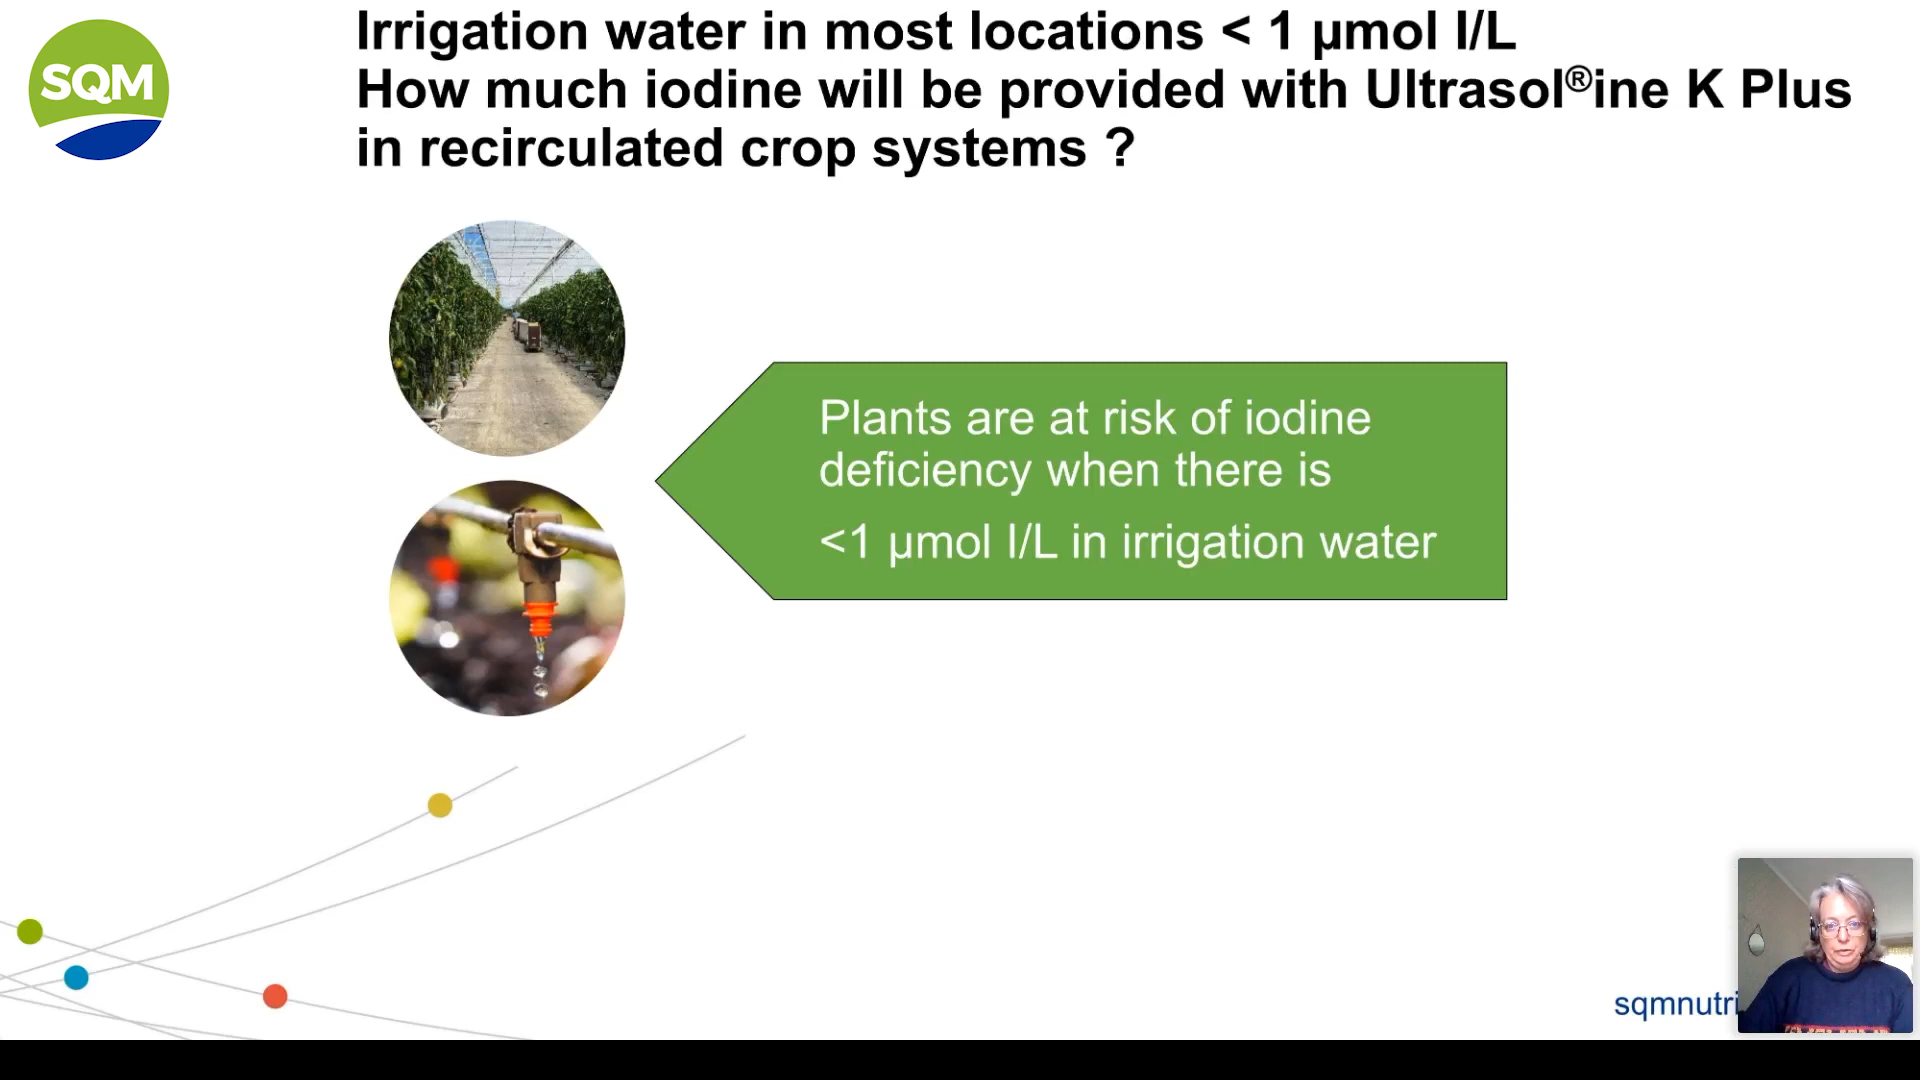 SQM
Irrigation water in most locations < 1 µmol I/L
How much iodine will be provided with Ultrasol®ine K Plus
in recirculated crop systems ?
Plants are at risk of iodine
deficiency when there is
<1 µmol I/L in irrigation water
sqmnutri